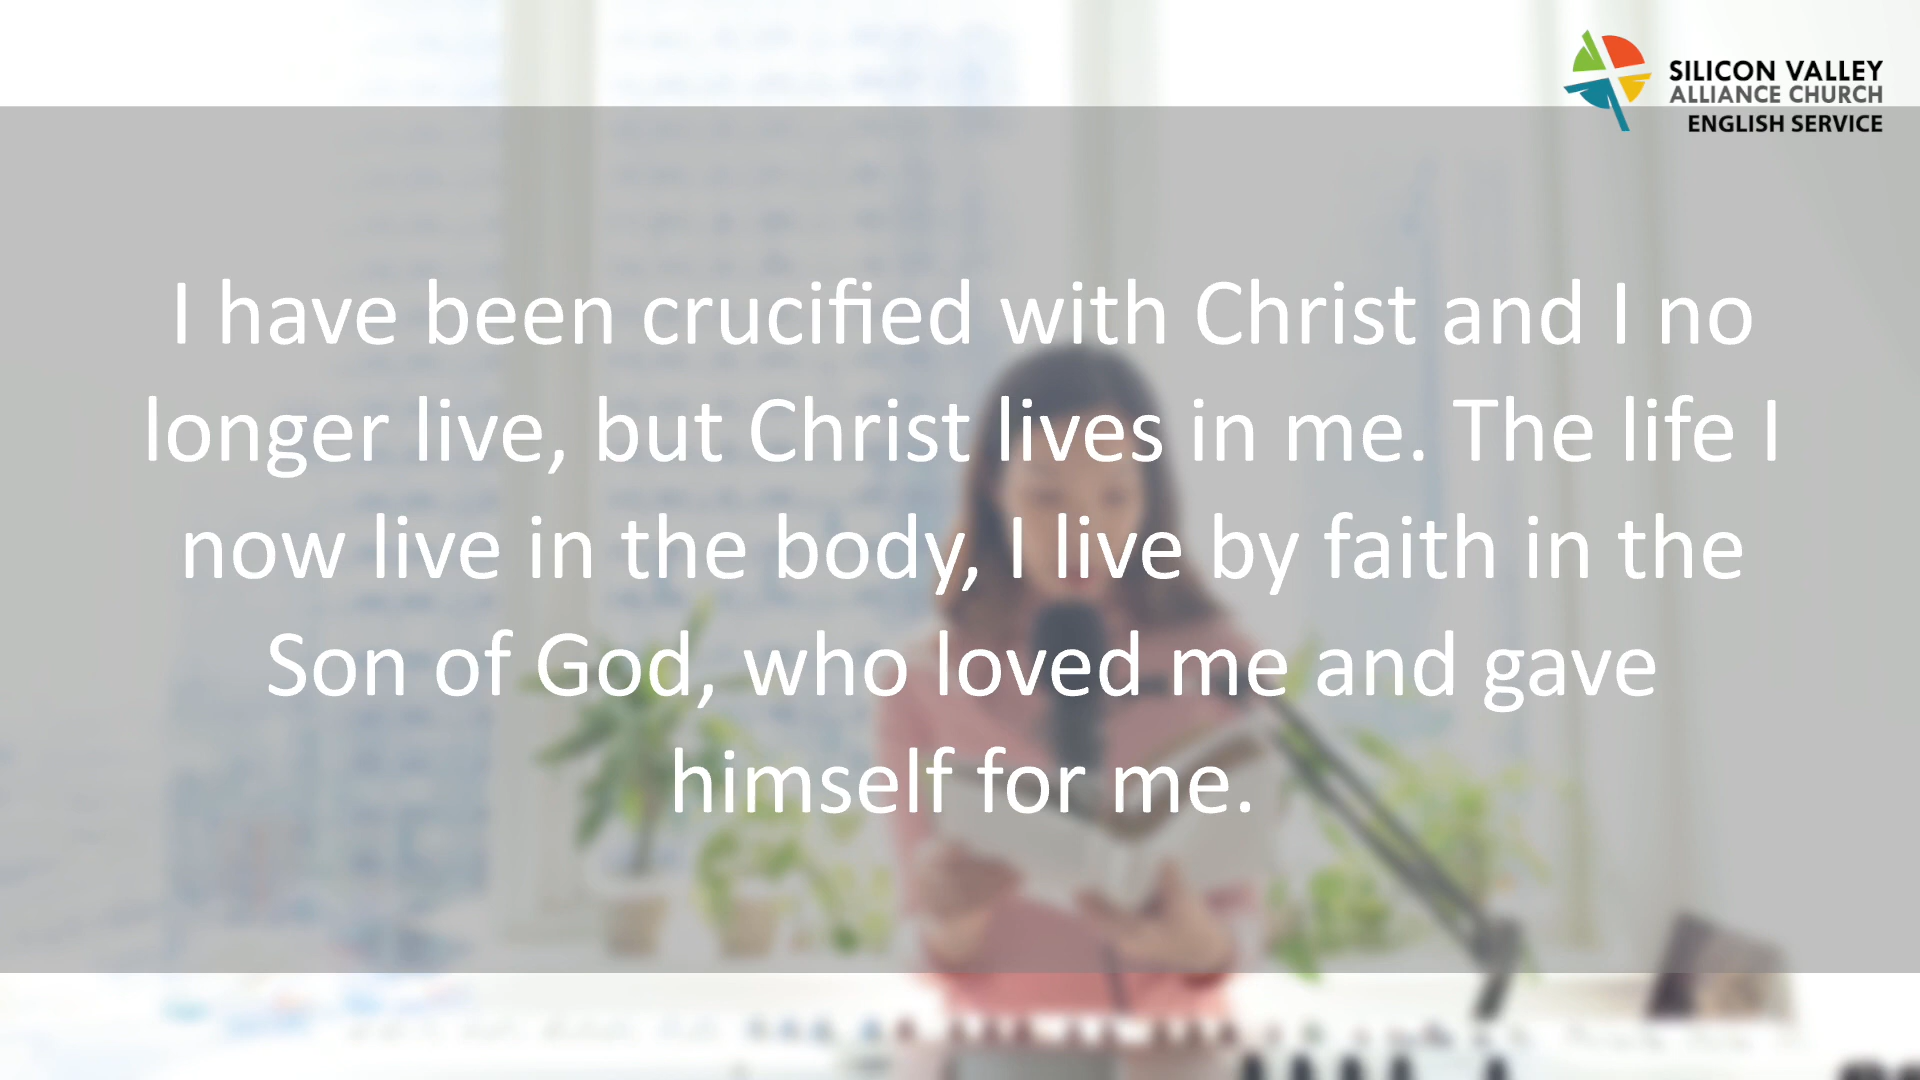 SILICON VALLEY
ALLIANCE CHURCH
ENGLISH SERVICE
I have been crucified with Christ and I no
longer live, but Christ lives in me. The life I
now live in the body, I live by faith in the
Son of God, who loved me and gave
himself for me.